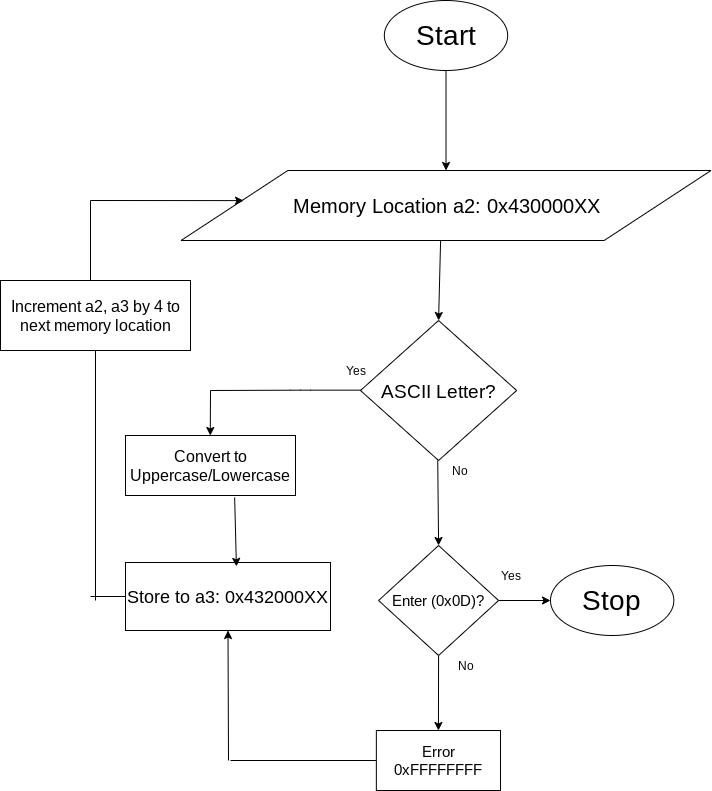 Start
Memory Location a2: 0x430000XX
Increment a2, a3 by 4 to
next memory location
Yes
ASCII Letter?
Convert to
Uppercase/Lowercase
No
Store to a3: 0x432000XX
Enter (0x0D)?
Yes
Stop
No
Error
0xFFFFFFFF